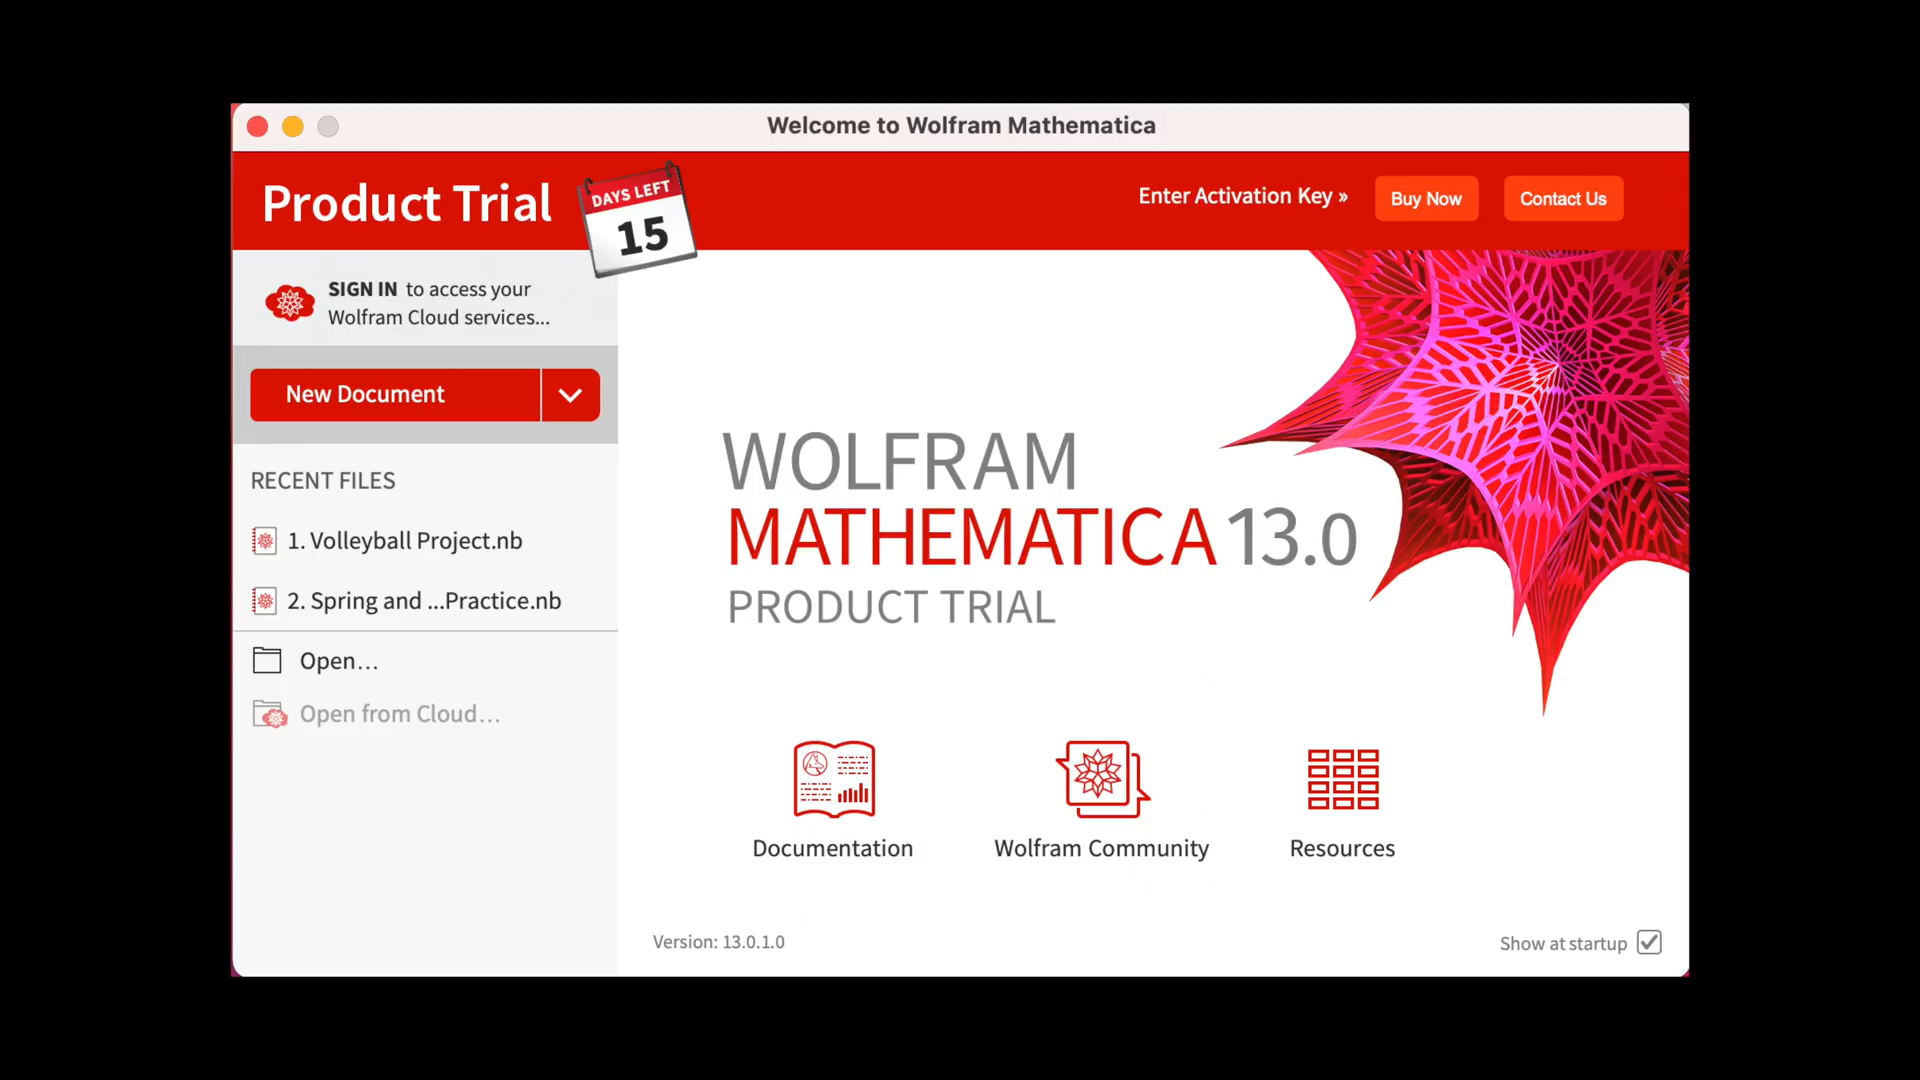 Welcome to Wolfram Mathematica
Product Trial
DAYS LEFT
15
Enter Activation Key »
Buy Now
Contact Us
SIGN IN to access your
Wolfram Cloud services...
New Document
RECENT FILES
1. Volleyball Project.nb
2. Spring and ...Practice.nb
Open...
Open from Cloud...
WOLFRAM
MATHEMATICA 13.0
PRODUCT TRIAL
Documentation
Wolfram Community
Resources
Version: 13.0.1.0
Show at startup